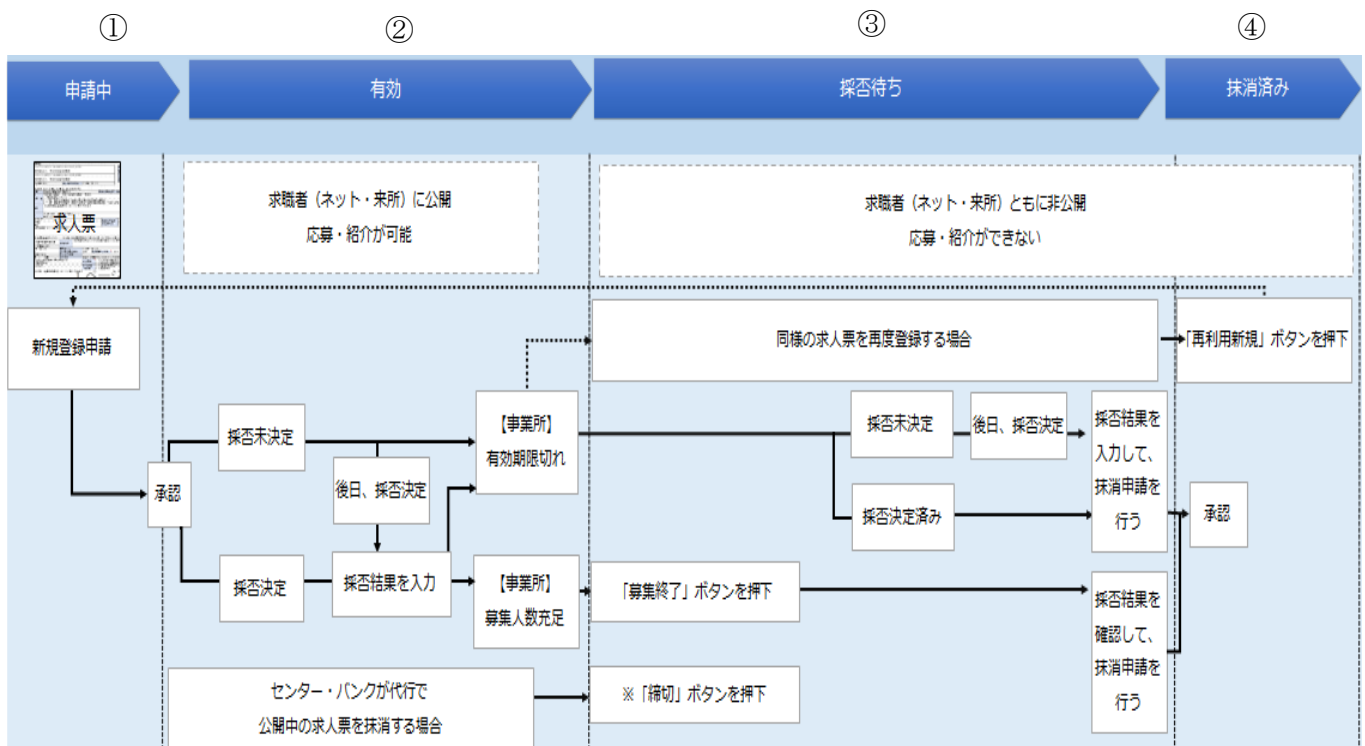 ①
②
③
④
申請中
有効
採否待ち
抹消済み
求人票
求職者（ネット・来所）に公開
応募・紹介が可能
求職者（ネット・来所）ともに非公開
応募・紹介ができない
新規登録申請
同様の求人票を再度登録する場合
「再利用新規」ボタンを押下
承認
採否未決定
後日、採否決定
採否決定
採否結果を入力
【事業所】
有効期限切れ
【事業所】
募集人数充足
採否未決定
後日、採否決定
採否決定済み
採否結果を
入力して、
抹消申請を
行う
承認
「募集終了」ボタンを押下
採否結果を
確認して、
抹消申請を
行う
センター・バンクが代行で
公開中の求人票を抹消する場合
※「締切」ボタンを押下